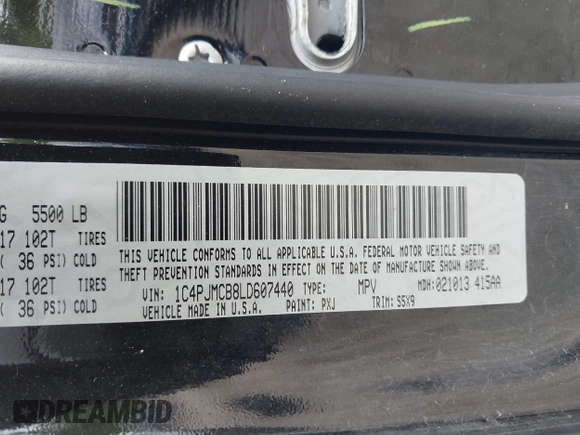 G 5500 LB
17 102T TIRES
( 36 PSI) COLD
17 102T TIRES
( 36 PSI) COLD
THIS VEHICLE CONFORMS TO ALL APPLICABLE U.S.A. FEDERAL MOTOR VEHICLE SAFETY AND
THEFT PREVENTION STANDARDS IN EFFECT ON THE DATE OF MANUFACTURE SHOWN ABOVE.
VIN: 1C4PJMCB8LD607440 TYPE: MPV MDH: 021013 415AA
VEHICLE MADE IN U.S.A. PAINT: PXJ TRIM: S5X9
DREAMBID